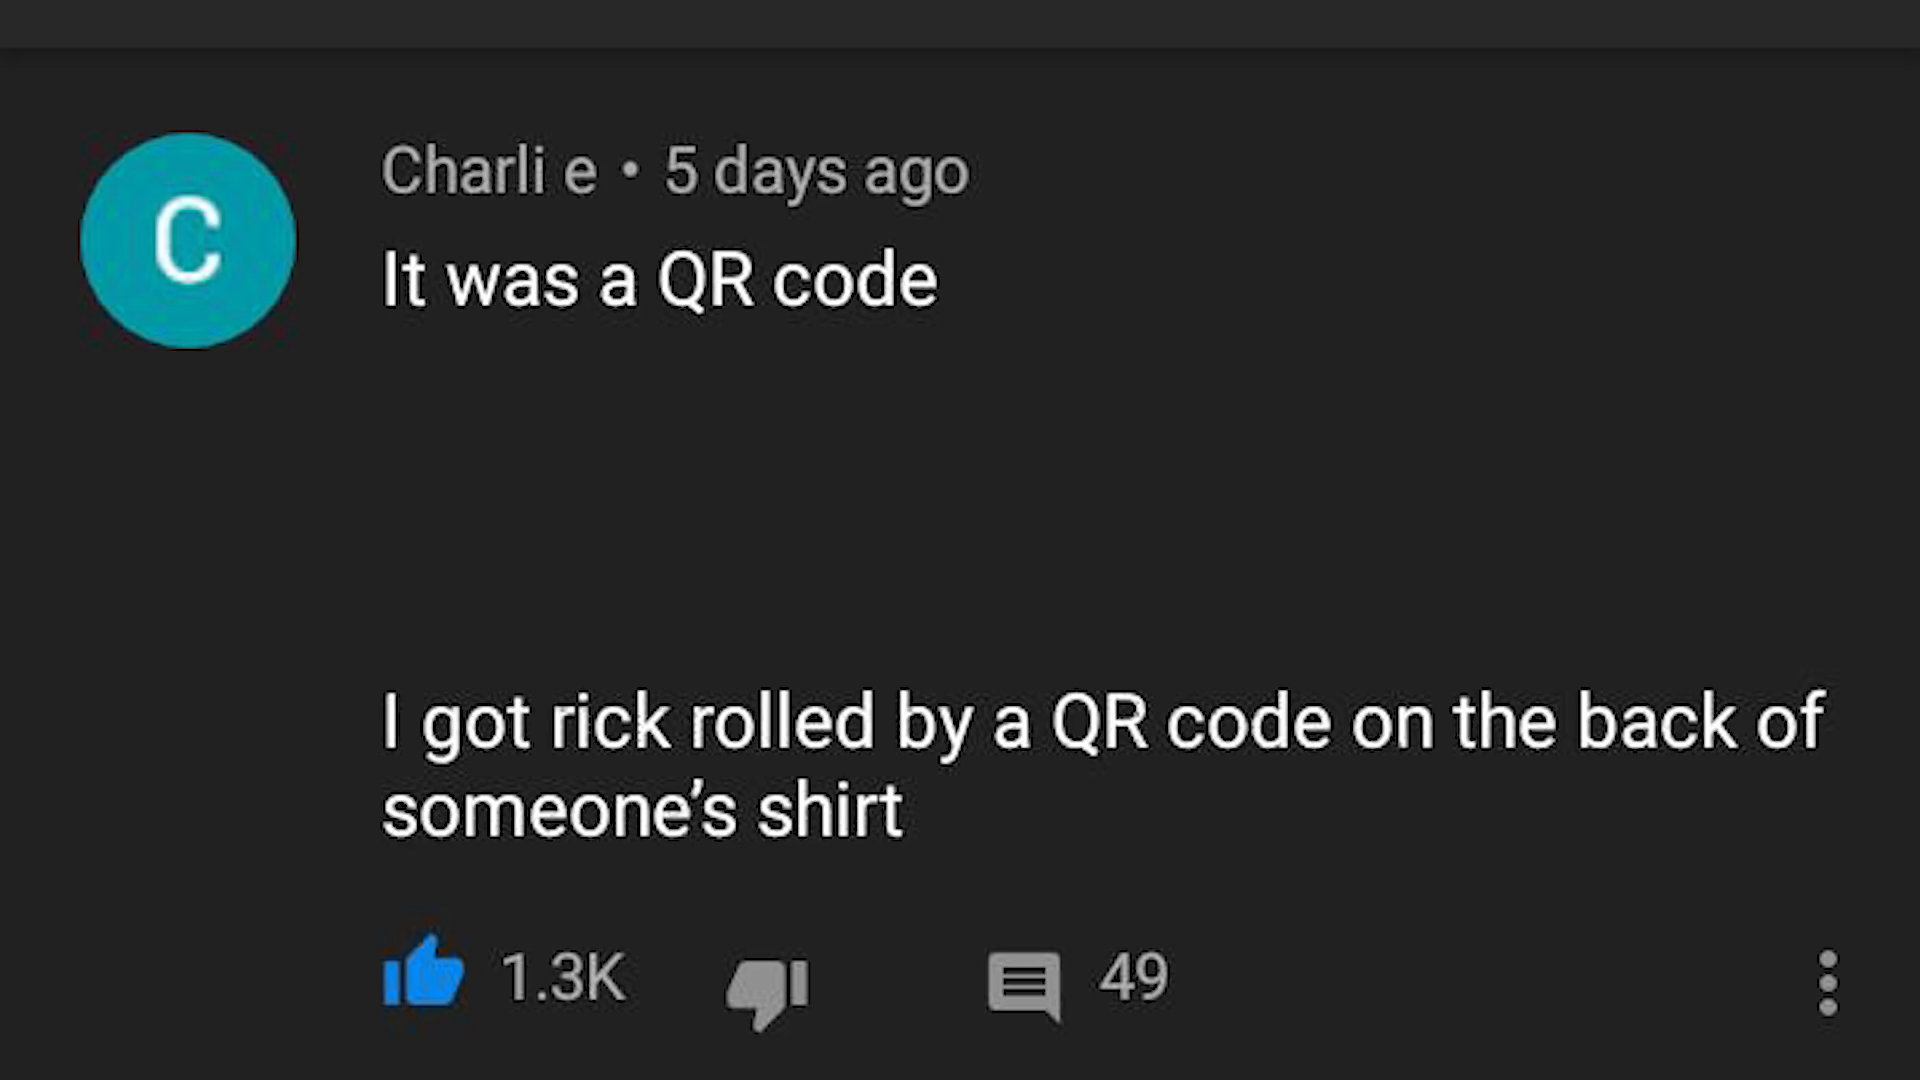 C
Charli e • 5 days ago
It was a QR code
I got rick rolled by a QR code on the back of
someone’s shirt
1.3K 49